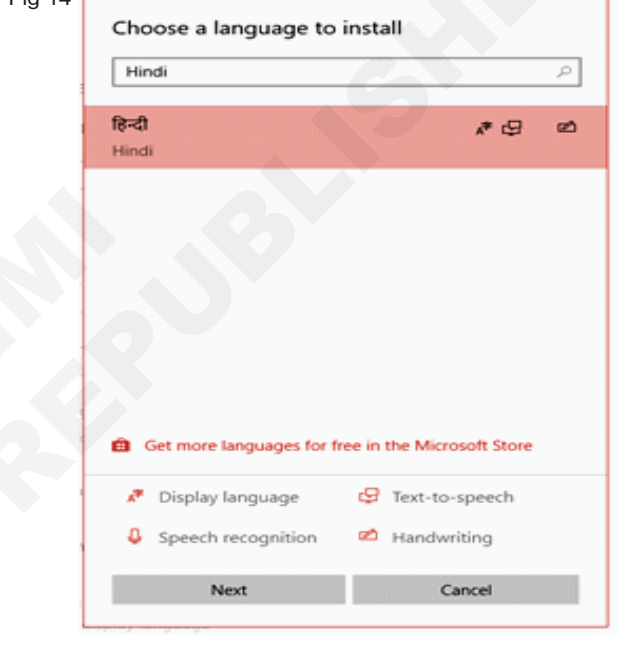 Fig 14
Choose a language to install
Hindi
हिन्दी
Hindi
Get more languages for free in the Microsoft Store
Display language
Text-to-speech
Speech recognition
Handwriting
Next
Cancel
REPUBLISHE